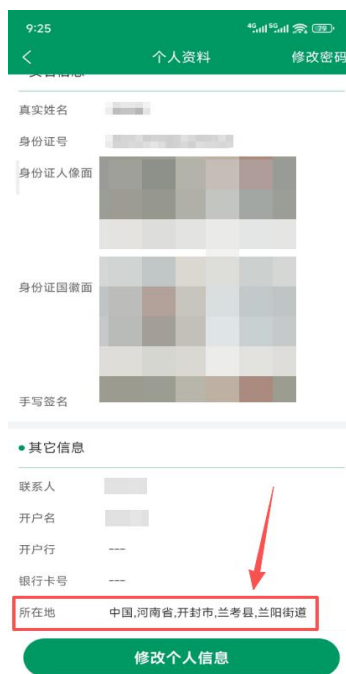 9:25 4G 5G
个人资料 修改密码
真实姓名
身份证号
身份证人像面
身份证国徽面
手写签名
其它信息
联系人
开户名
开户行 ---
银行卡号 ---
所在地 中国,河南省,开封市,兰考县,兰阳街道
修改个人信息